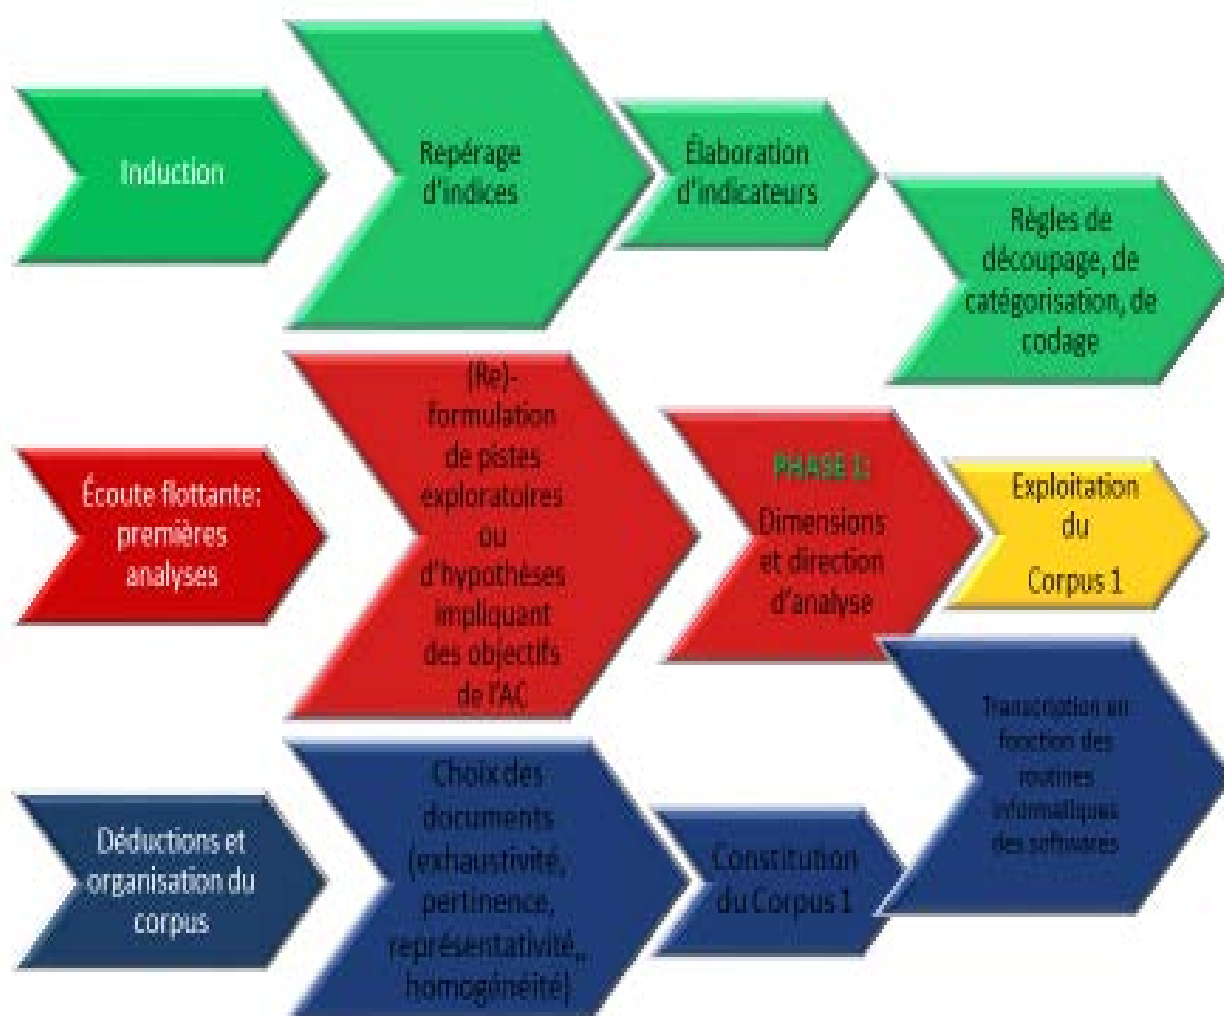 Induction
Repérage
d'indices
Élaboration
d'indicateurs
Règles de
découpage, de
catégorisation, de
codage
Écoute flottante:
premières
analyses
(Re)-
formulation
de pistes
exploratoires
ou
d'hypothèses
impliquant
des objectifs
de l'AC
PHASE 1:
Dimensions
et direction
d'analyse
Exploitation
du
Corpus 1
Déductions et
organisation du
corpus
Choix des
documents
(exhaustivité,
pertinence,
représentativité,,
homogénéité)
Constitution
du Corpus 1
Transcription en
fonction des
routines
informatiques
des softwares